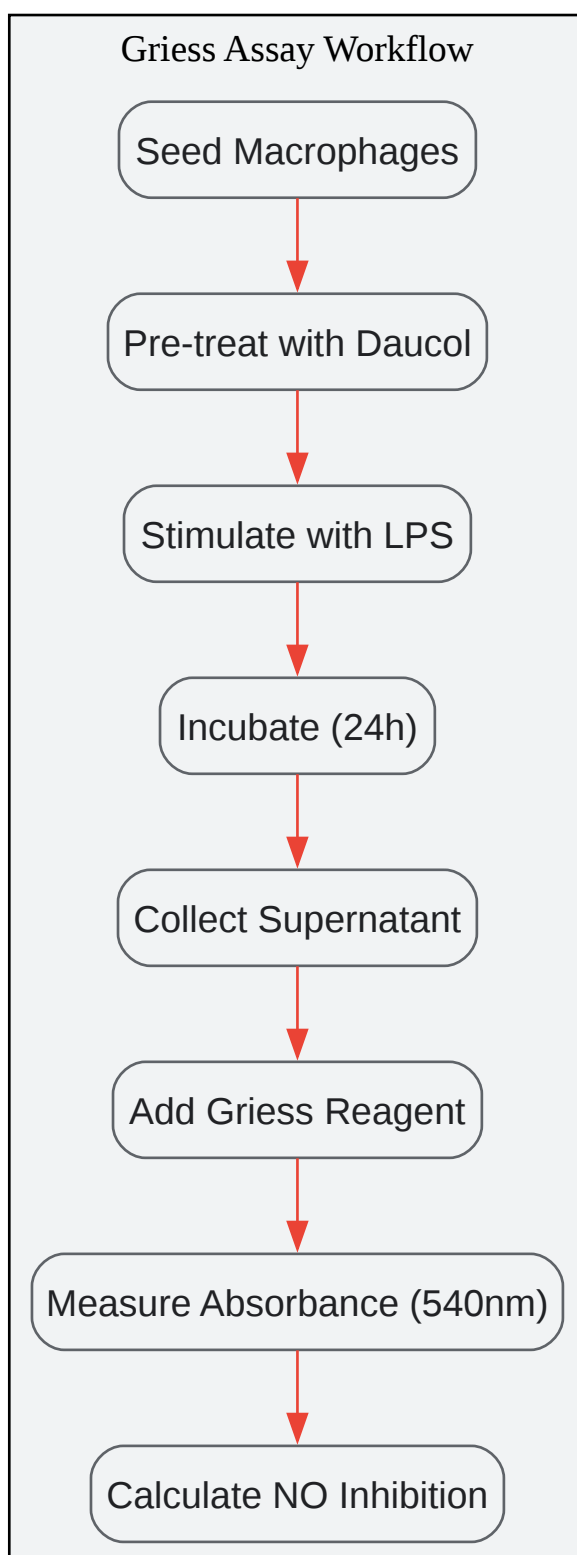 Griess Assay Workflow
Seed Macrophages
Pre-treat with Daucol
Stimulate with LPS
Incubate (24h)
Collect Supernatant
Add Griess Reagent
Measure Absorbance (540nm)
Calculate NO Inhibition